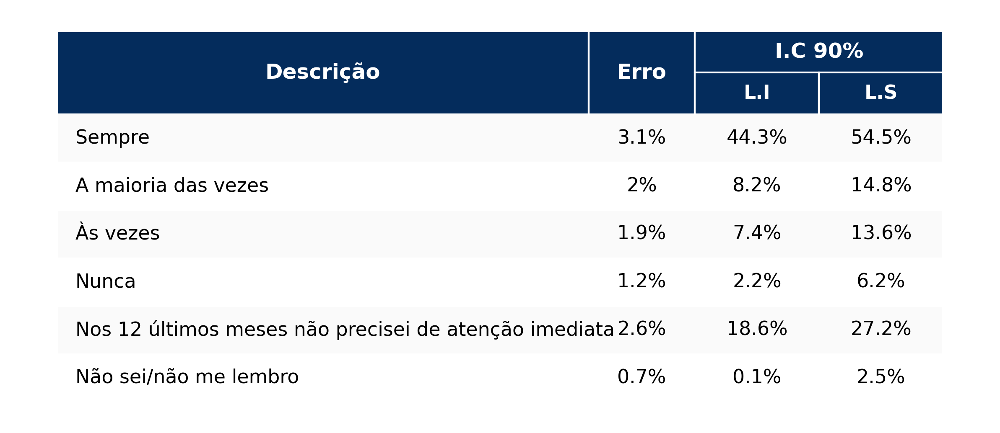 Descrição Erro I.C 90%
L.I L.S
Sempre 3.1% 44.3% 54.5%
A maioria das vezes 2% 8.2% 14.8%
Às vezes 1.9% 7.4% 13.6%
Nunca 1.2% 2.2% 6.2%
Nos 12 últimos meses não precisei de atenção imediata 2.6% 18.6% 27.2%
Não sei/não me lembro 0.7% 0.1% 2.5%